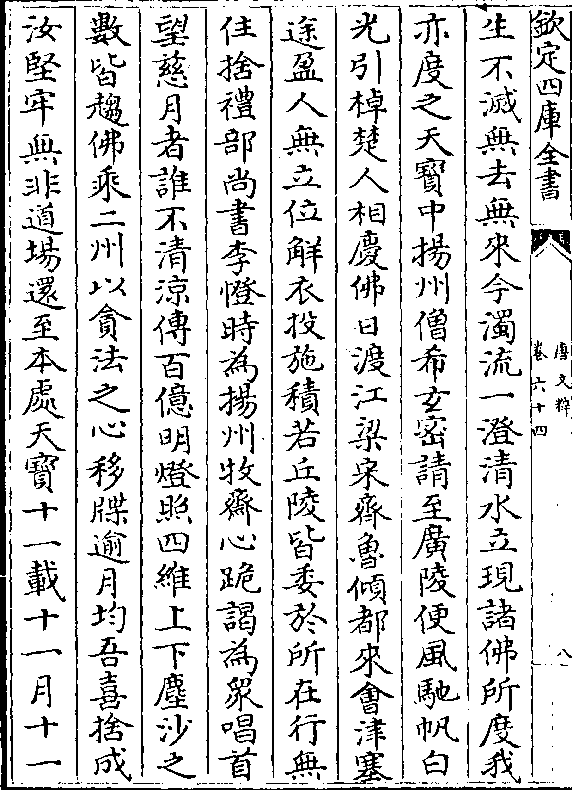 欽定四庫全書
唐文粹
卷六十四
八
生不滅無去無來今濁流一澄清水立現諸佛所度我
亦度之天寳中揚州僧希玄密請至廣陵便風馳帆白
光引棹楚人相慶佛日渡江梁宋齊魯傾都來會津塞
途盈人無立位解衣投施積若丘陵皆委於所在行無
住捨禮部尚書李憕時為揚州牧齋心跪謁為衆唱首
望慈月者誰不清涼傳百億明燈照四維上下塵沙之
數皆趨佛乘二州以貪法之心移牒逾月均吾喜捨成
汝堅牢無非道場還至本處天寳十一載十一月十一